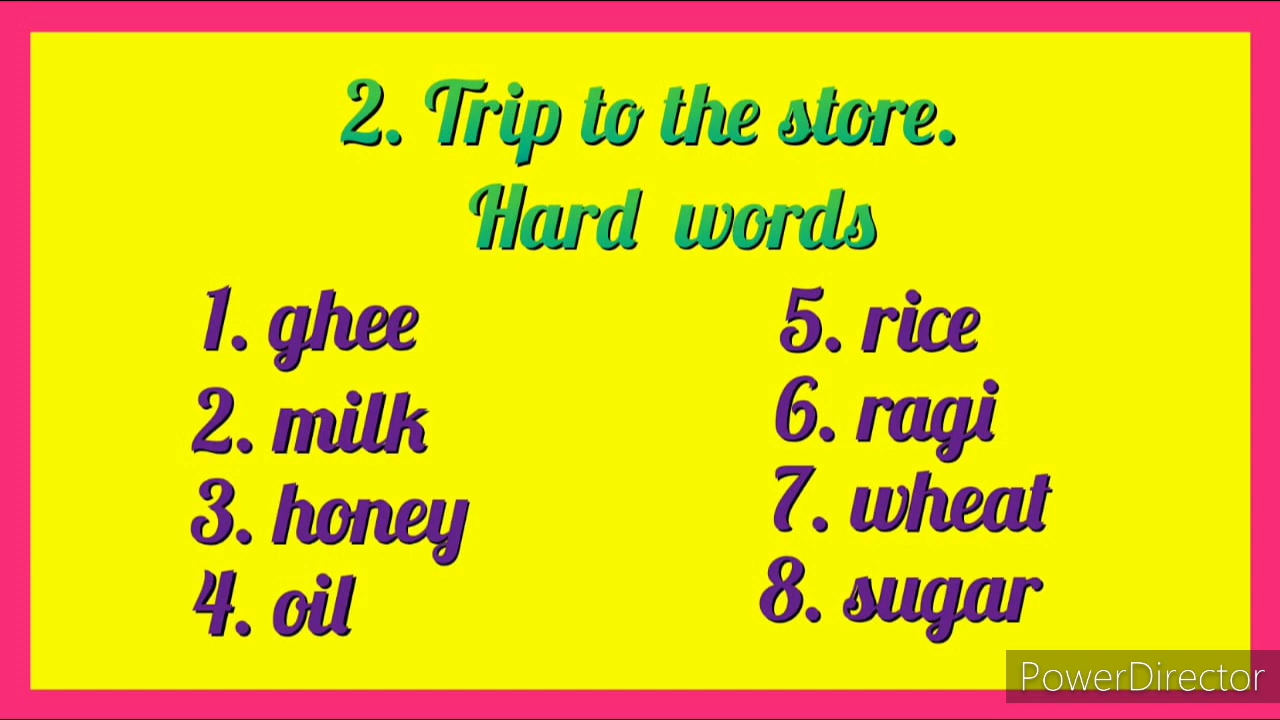 2. Trip to the store.
Hard words
1. ghee
2. milk
3. honey
4. oil
5. rice
6. ragi
7. wheat
8. sugar
PowerDirector